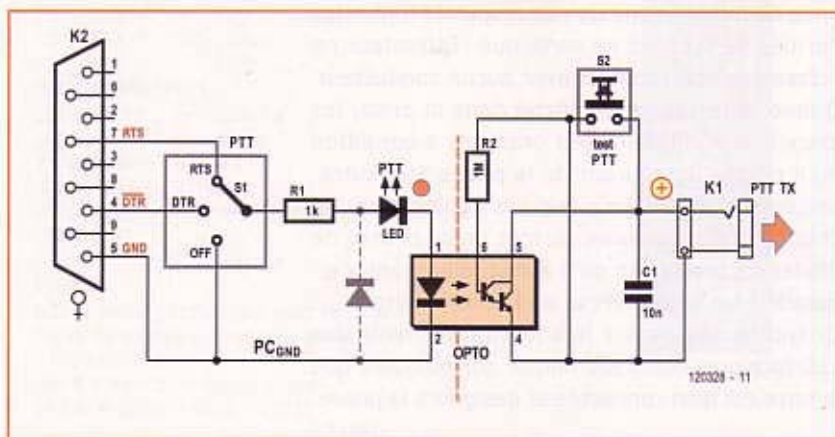 K2
1
6
2
7 RTS
3
8
4 DTR
9
5 GND
PTT
RTS
S1
DTR
OFF
R1
1k
PTT
LED
R2
1M
S2
test
PTT
1
6
5
2
4
OPTO
PC GND
C1
10n
+
K1
PTT TX
120328 - 11